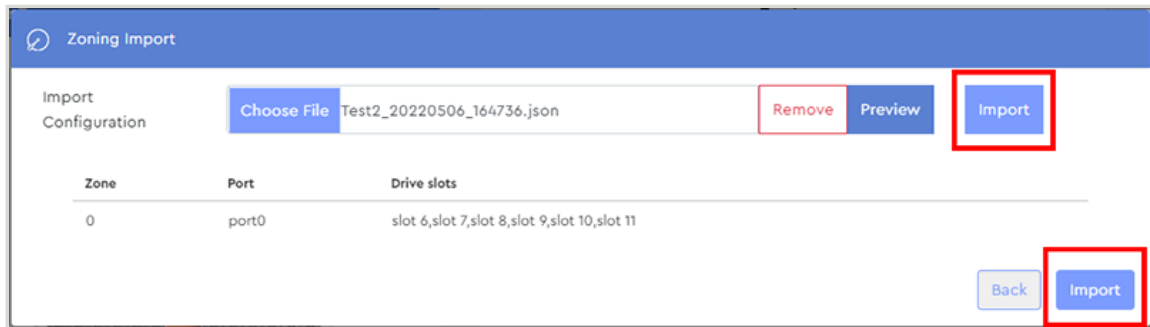 Zoning Import
Import
Configuration
Choose File Test2_20220506_164736.json Remove Preview Import
Zone Port Drive slots
0 port0 slot 6,slot 7,slot 8,slot 9,slot 10,slot 11
Back Import